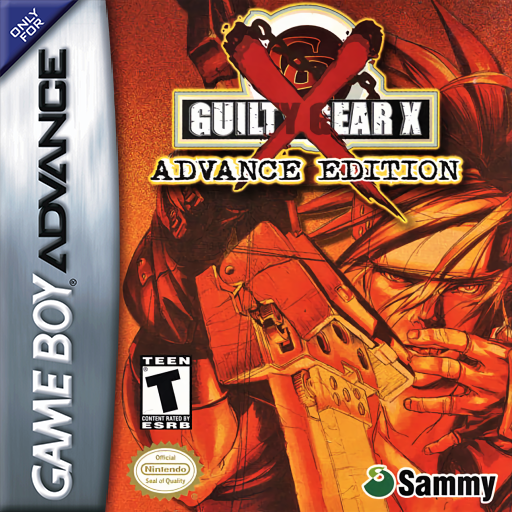 ONLY
FOR
GAME BOY ADVANCE
GUILTY GEAR X
ADVANCE EDITION
TEEN
T
CONTENT RATED BY
ESRB
Official
Nintendo
Seal of Quality
Sammy